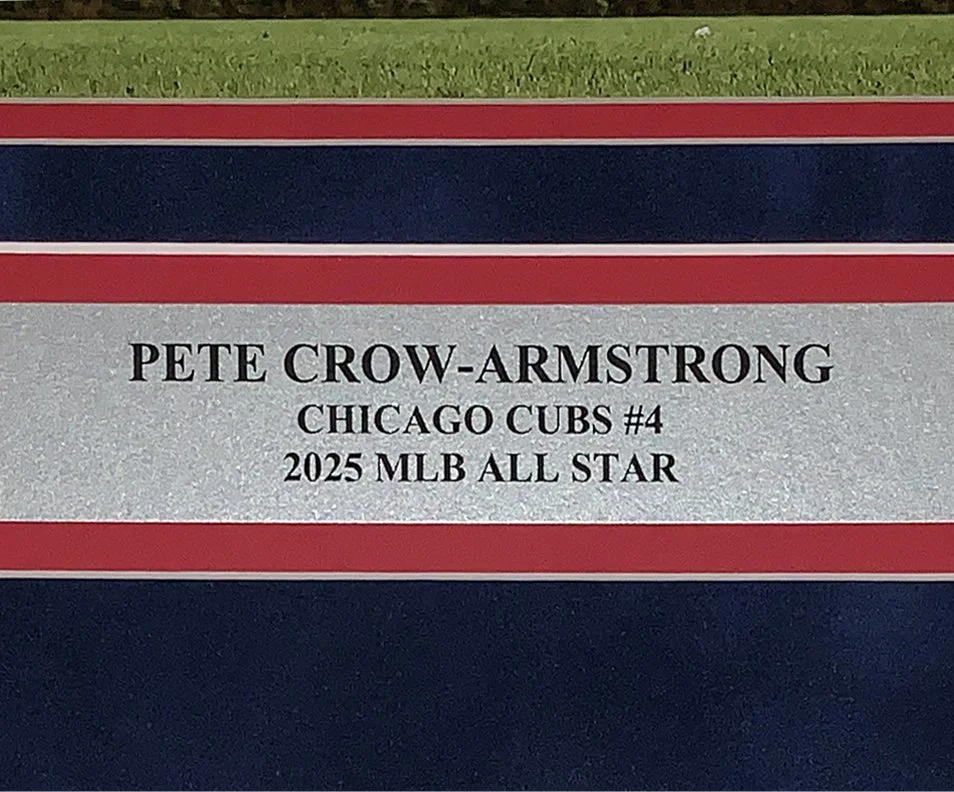 PETE CROW-ARMSTRONG
CHICAGO CUBS #4
2025 MLB ALL STAR